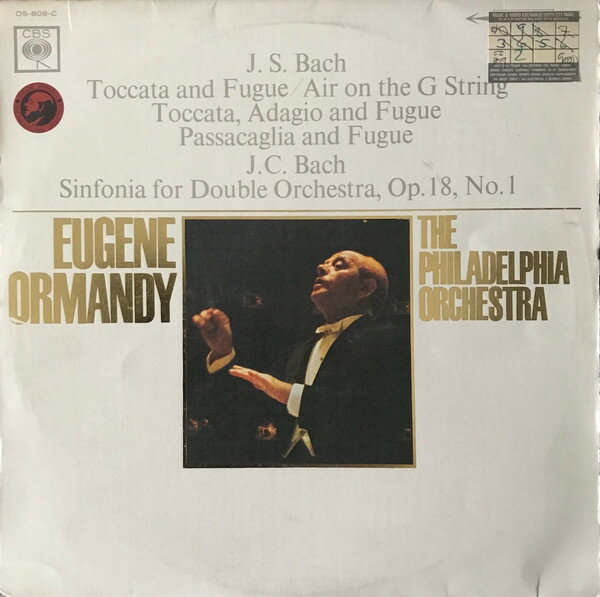 OS-809-C
CBS
J. S. Bach
Toccata and Fugue/Air on the G String
Toccata, Adagio and Fugue
Passacaglia and Fugue
J.C. Bach
Sinfonia for Double Orchestra, Op. 18, No. 1
EUGENE
ORMANDY
THE
PHILADELPHIA
ORCHESTRA